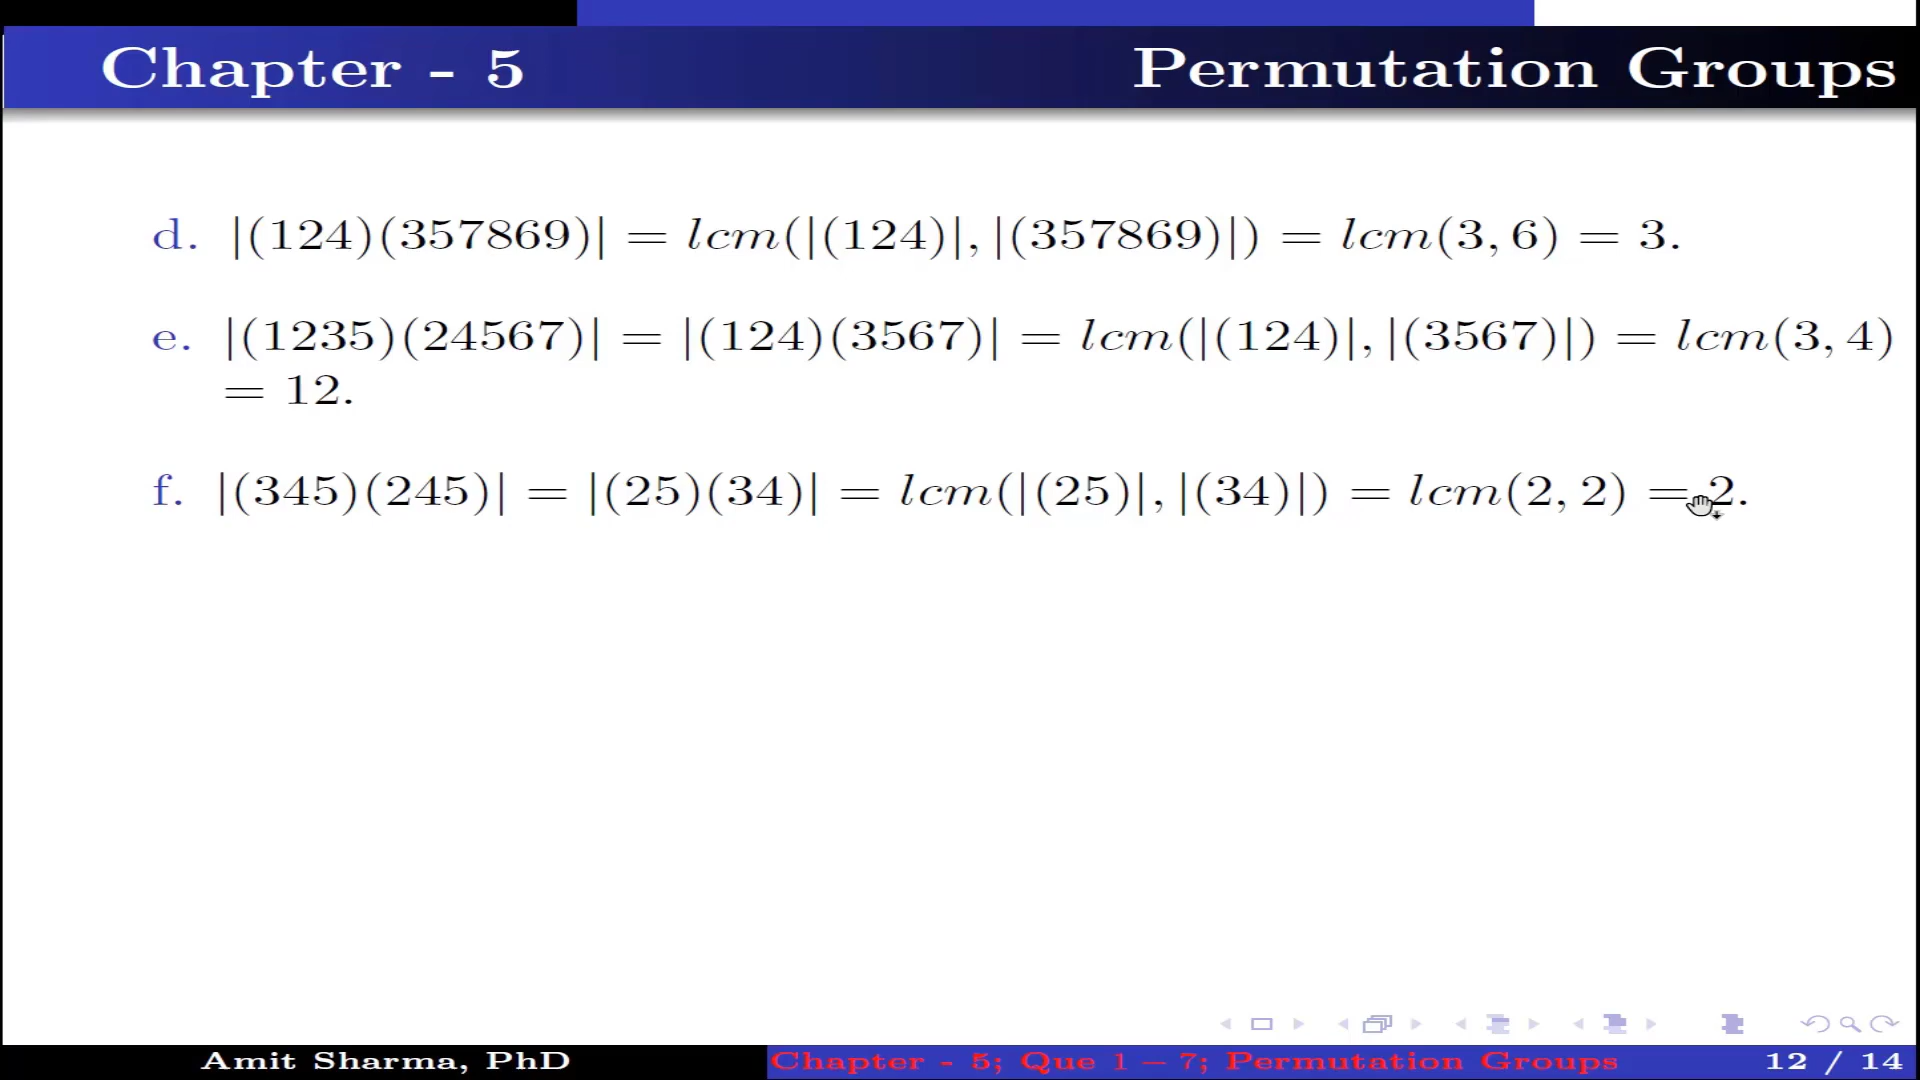 Chapter - 5 Permutation Groups
d. |(124)(357869)| = lcm(|(124)|, |(357869)|) = lcm(3, 6) = 3.
e. |(1235)(24567)| = |(124)(3567)| = lcm(|(124)|, |(3567)|) = lcm(3, 4)
= 12.
f. |(345)(245)| = |(25)(34)| = lcm(|(25)|, |(34)|) = lcm(2, 2) = 2.
Amit Sharma, PhD Chapter - 5; Que 1 – 7; Permutation Groups 12 / 14